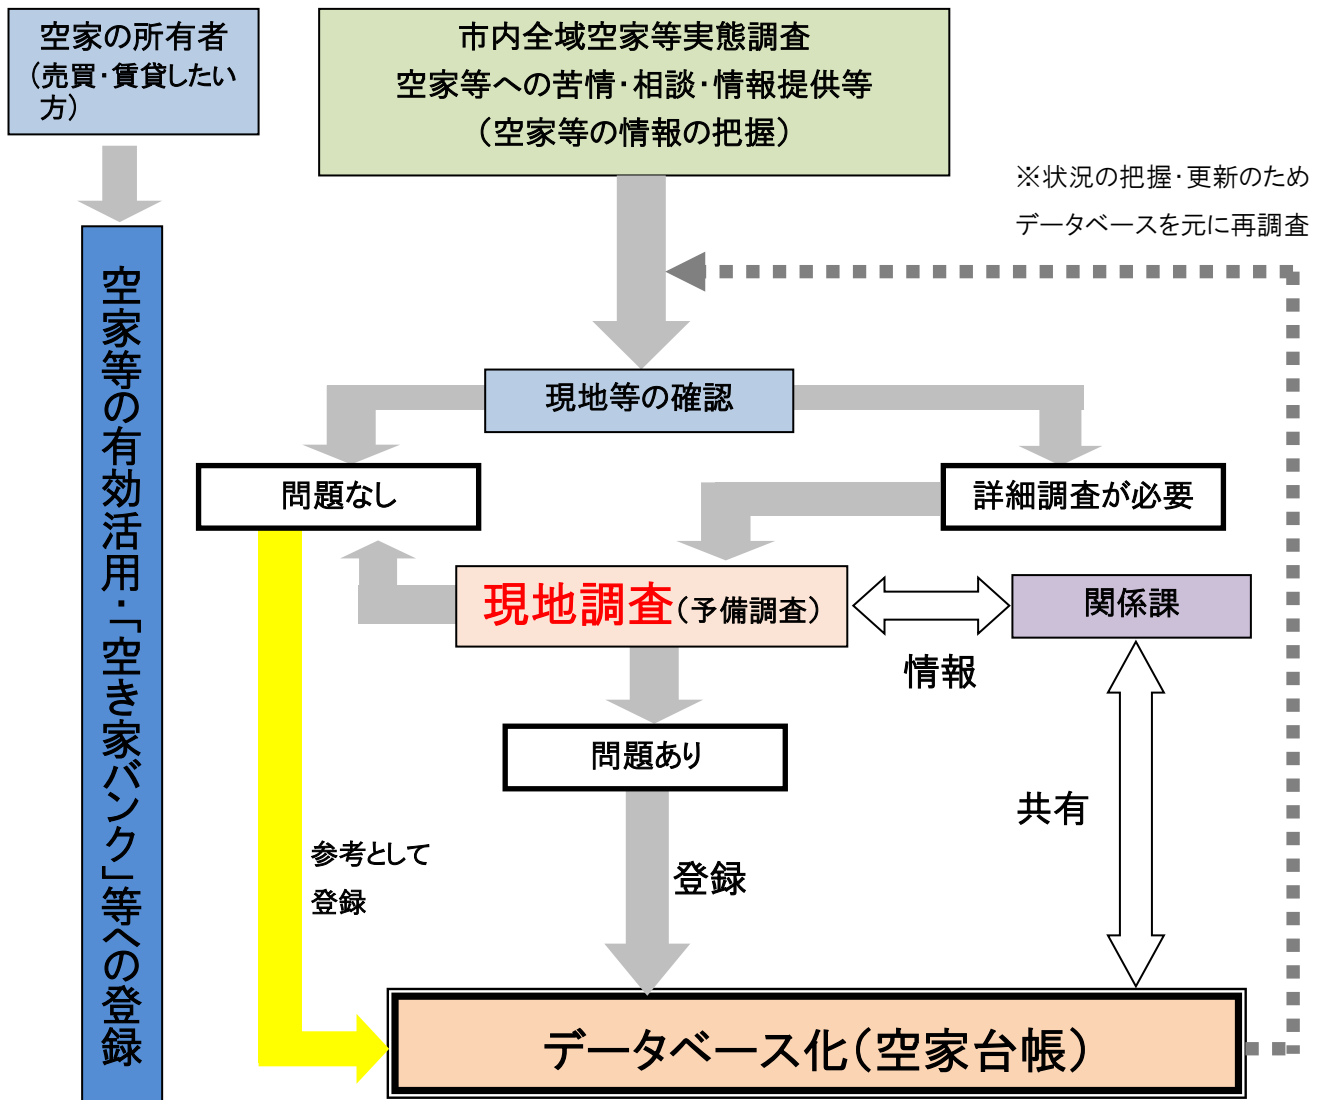 空家の所有者
（売買・賃貸したい
方）
市内全域空家等実態調査
空家等への苦情・相談・情報提供等
（空家等の情報の把握）
※状況の把握・更新のため
データベースを元に再調査
空家等の有効活用・「空き家バンク」等への登録
現地等の確認
問題なし
詳細調査が必要
現地調査（予備調査）
関係課
情報
問題あり
共有
参考として
登録
登録
データベース化（空家台帳）